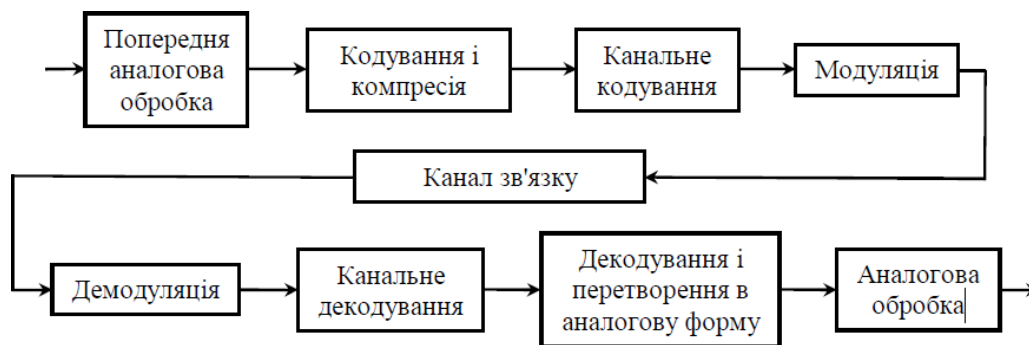 Попередня
аналогова
обробка
Кодування і
компресія
Канальне
кодування
Модуляція
Канал зв'язку
Демодуляція
Канальне
декодування
Декодування і
перетворення в
аналогову форму
Аналогова
обробка